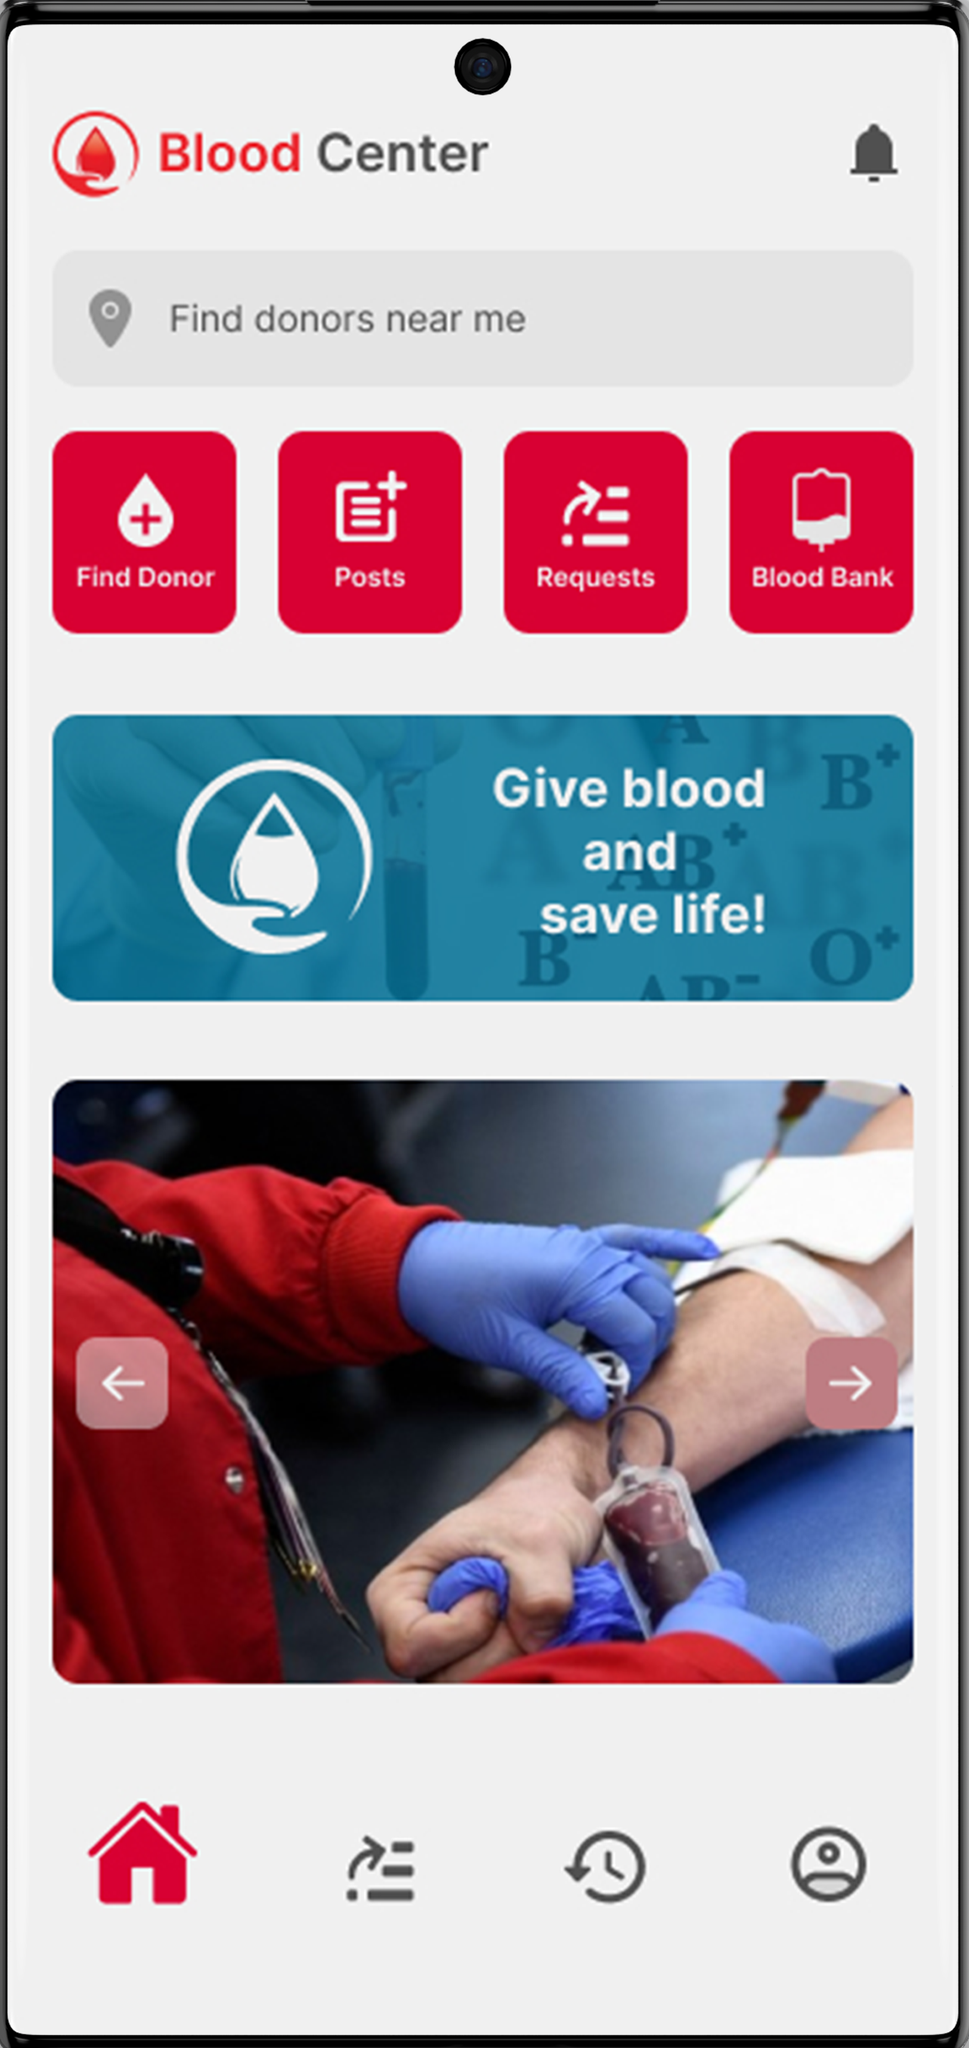 Blood Center
Find donors near me
Find Donor
Posts
Requests
Blood Bank
Give blood
and
save life!
O
A
B
B+
A
AB+
AB+
B-
O+
AB-